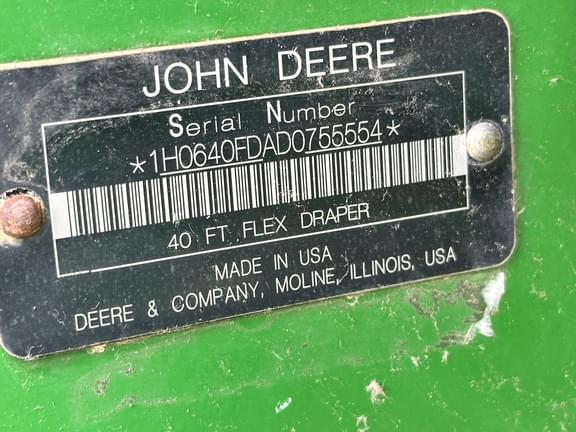 JOHN DEERE
Serial Number
*1H0640FDAD0755554*
40 FT FLEX DRAPER
MADE IN USA
DEERE & COMPANY, MOLINE, ILLINOIS, USA